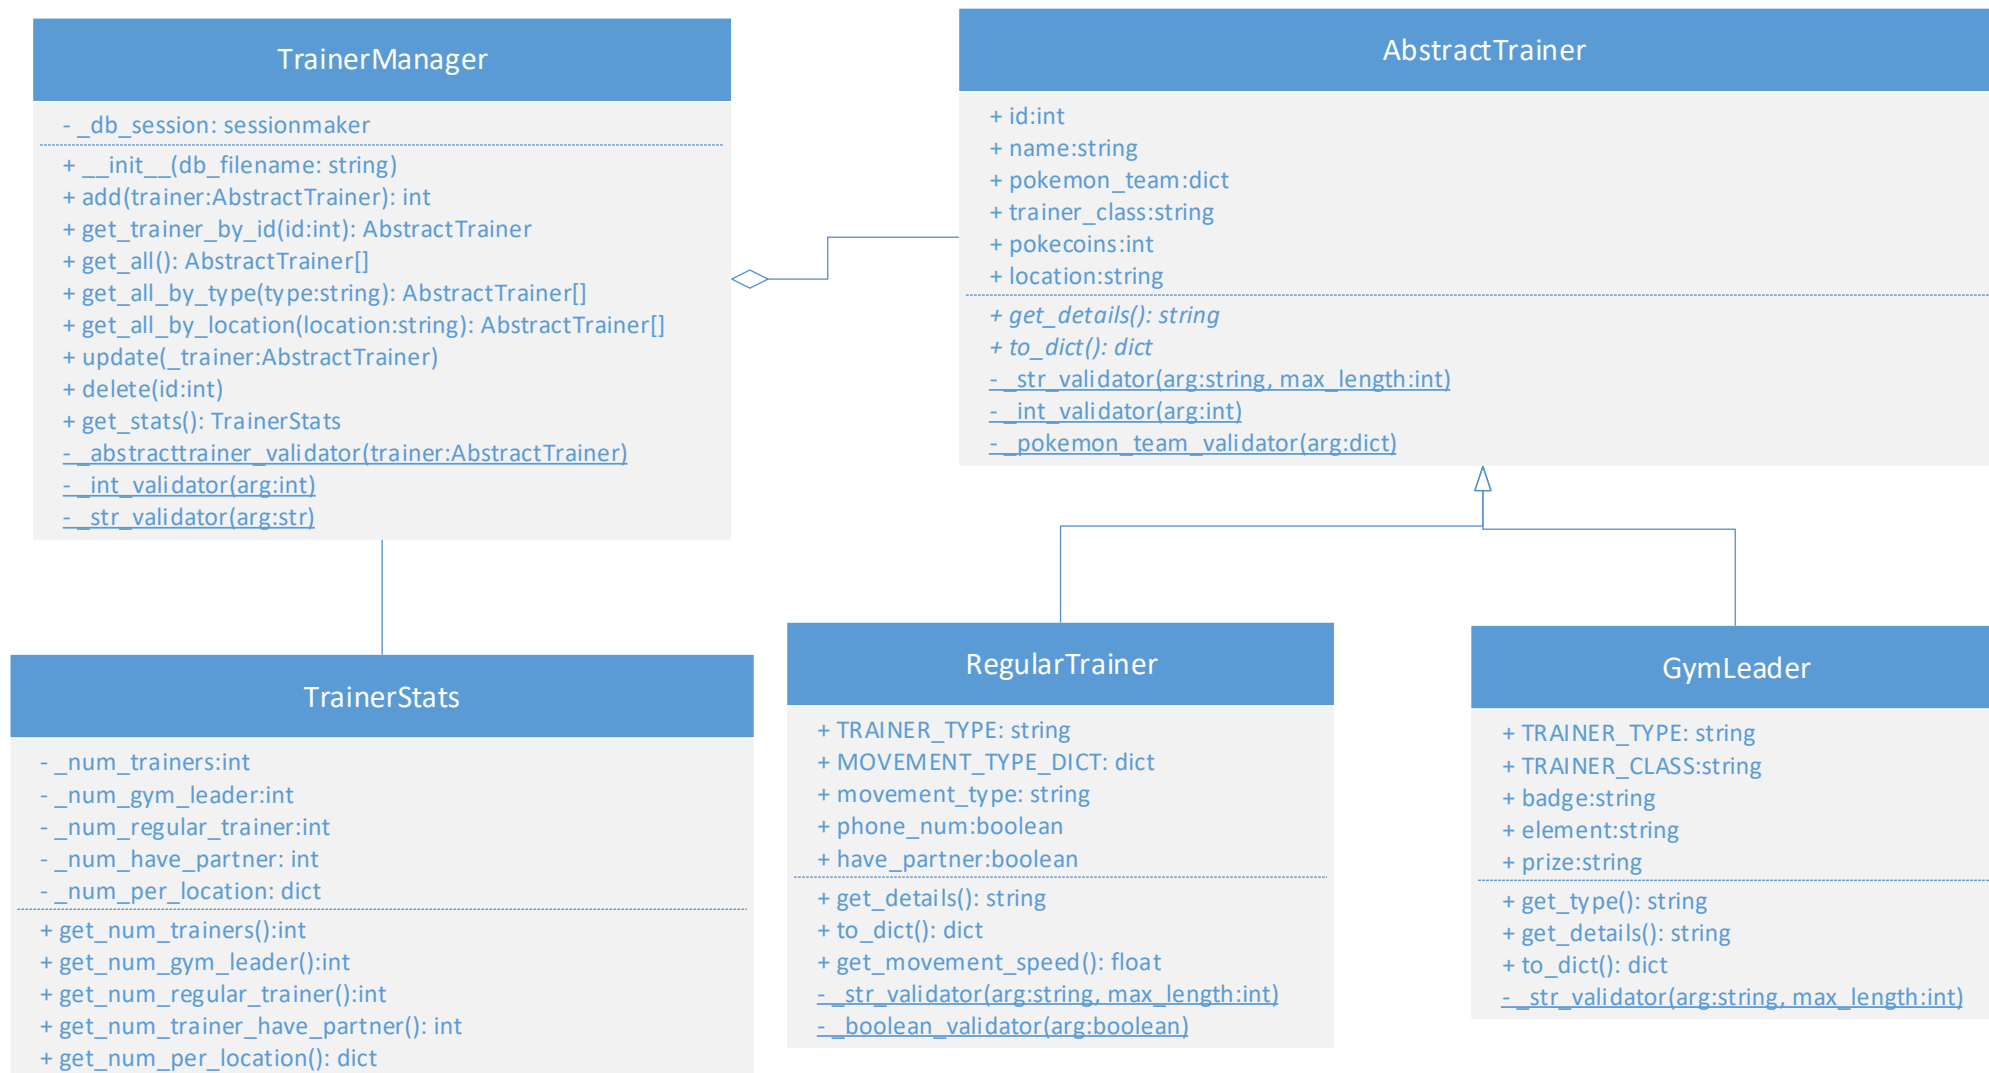 TrainerManager
- _db_session: sessionmaker
+ __init__(db_filename: string)
+ add(trainer:AbstractTrainer): int
+ get_trainer_by_id(id:int): AbstractTrainer
+ get_all(): AbstractTrainer[]
+ get_all_by_type(type:string): AbstractTrainer[]
+ get_all_by_location(location:string): AbstractTrainer[]
+ update(_trainer:AbstractTrainer)
+ delete(id:int)
+ get_stats(): TrainerStats
- _abstracttrainer_validator(trainer:AbstractTrainer)
- _int_validator(arg:int)
- _str_validator(arg:str)
AbstractTrainer
+ id:int
+ name:string
+ pokemon_team:dict
+ trainer_class:string
+ pokecoins:int
+ location:string
+ get_details(): string
+ to_dict(): dict
- _str_validator(arg:string, max_length:int)
- _int_validator(arg:int)
- _pokemon_team_validator(arg:dict)
TrainerStats
- _num_trainers:int
- _num_gym_leader:int
- _num_regular_trainer:int
- _num_have_partner: int
- _num_per_location: dict
+ get_num_trainers():int
+ get_num_gym_leader():int
+ get_num_regular_trainer():int
+ get_num_trainer_have_partner(): int
+ get_num_per_location(): dict
RegularTrainer
+ TRAINER_TYPE: string
+ MOVEMENT_TYPE_DICT: dict
+ movement_type: string
+ phone_num:boolean
+ have_partner:boolean
+ get_details(): string
+ to_dict(): dict
+ get_movement_speed(): float
- _str_validator(arg:string, max_length:int)
- _boolean_validator(arg:boolean)
GymLeader
+ TRAINER_TYPE: string
+ TRAINER_CLASS:string
+ badge:string
+ element:string
+ prize:string
+ get_type(): string
+ get_details(): string
+ to_dict(): dict
- _str_validator(arg:string, max_length:int)